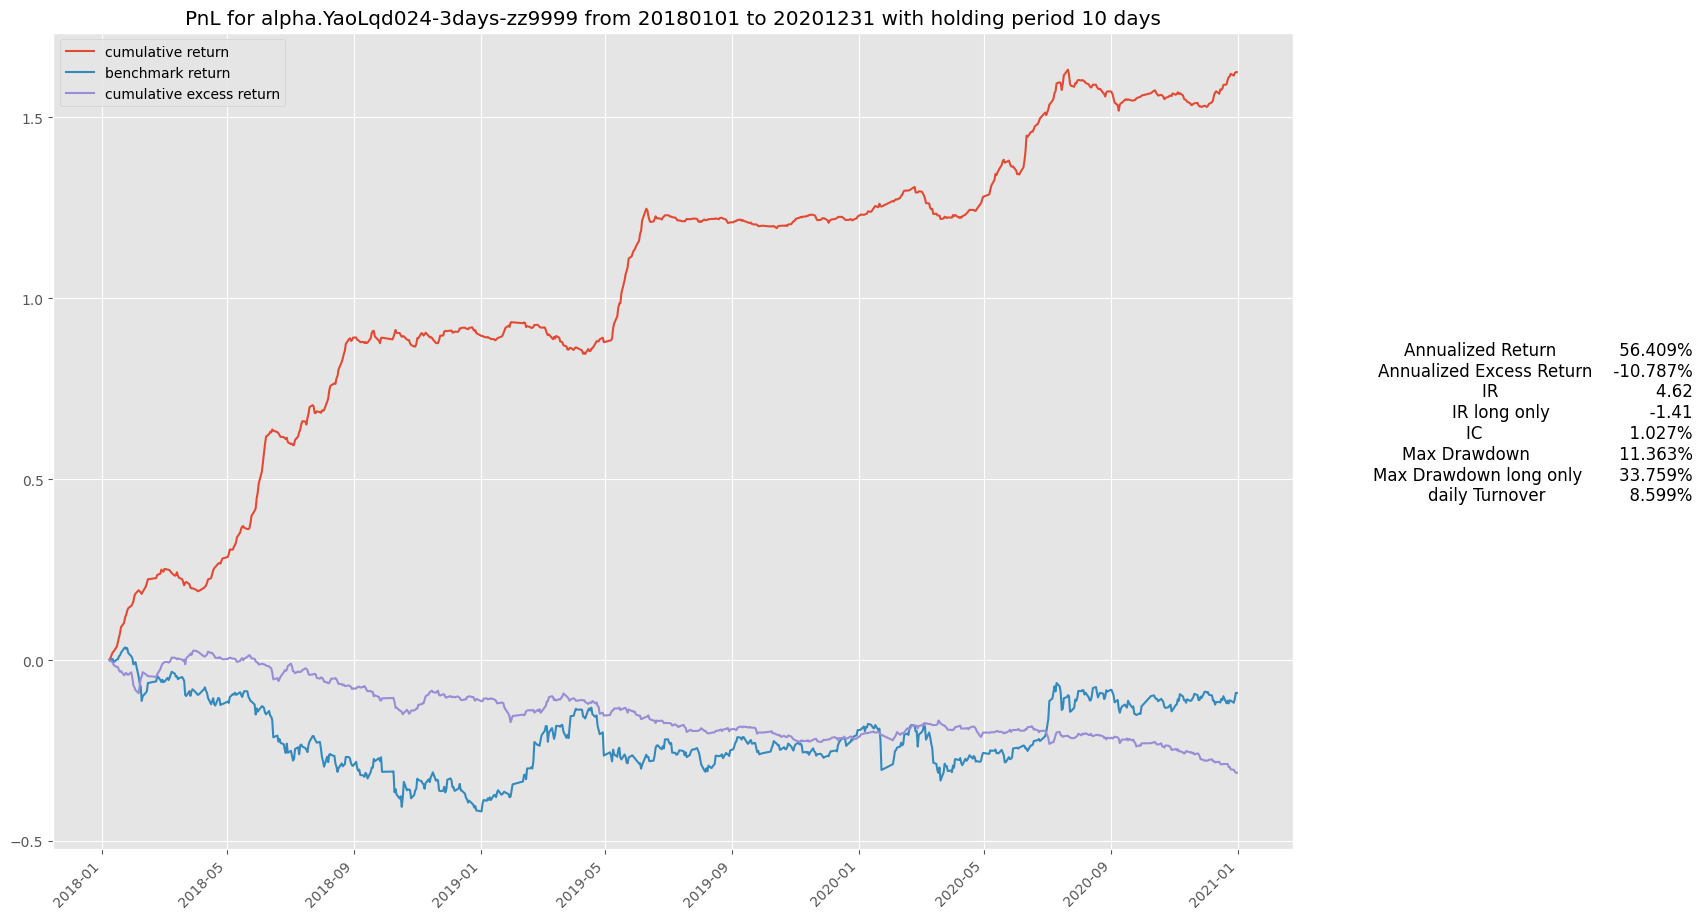 PnL for alpha.YaoLqd024-3days-zz9999 from 20180101 to 20201231 with holding period 10 days
cumulative return
benchmark return
cumulative excess return
1.5
1.0
0.5
0.0
−0.5
2018-01
2018-05
2018-09
2019-01
2019-05
2019-09
2020-01
2020-05
2020-09
2021-01
Annualized Return 56.409%
Annualized Excess Return -10.787%
IR 4.62
IR long only -1.41
IC 1.027%
Max Drawdown 11.363%
Max Drawdown long only 33.759%
daily Turnover 8.599%